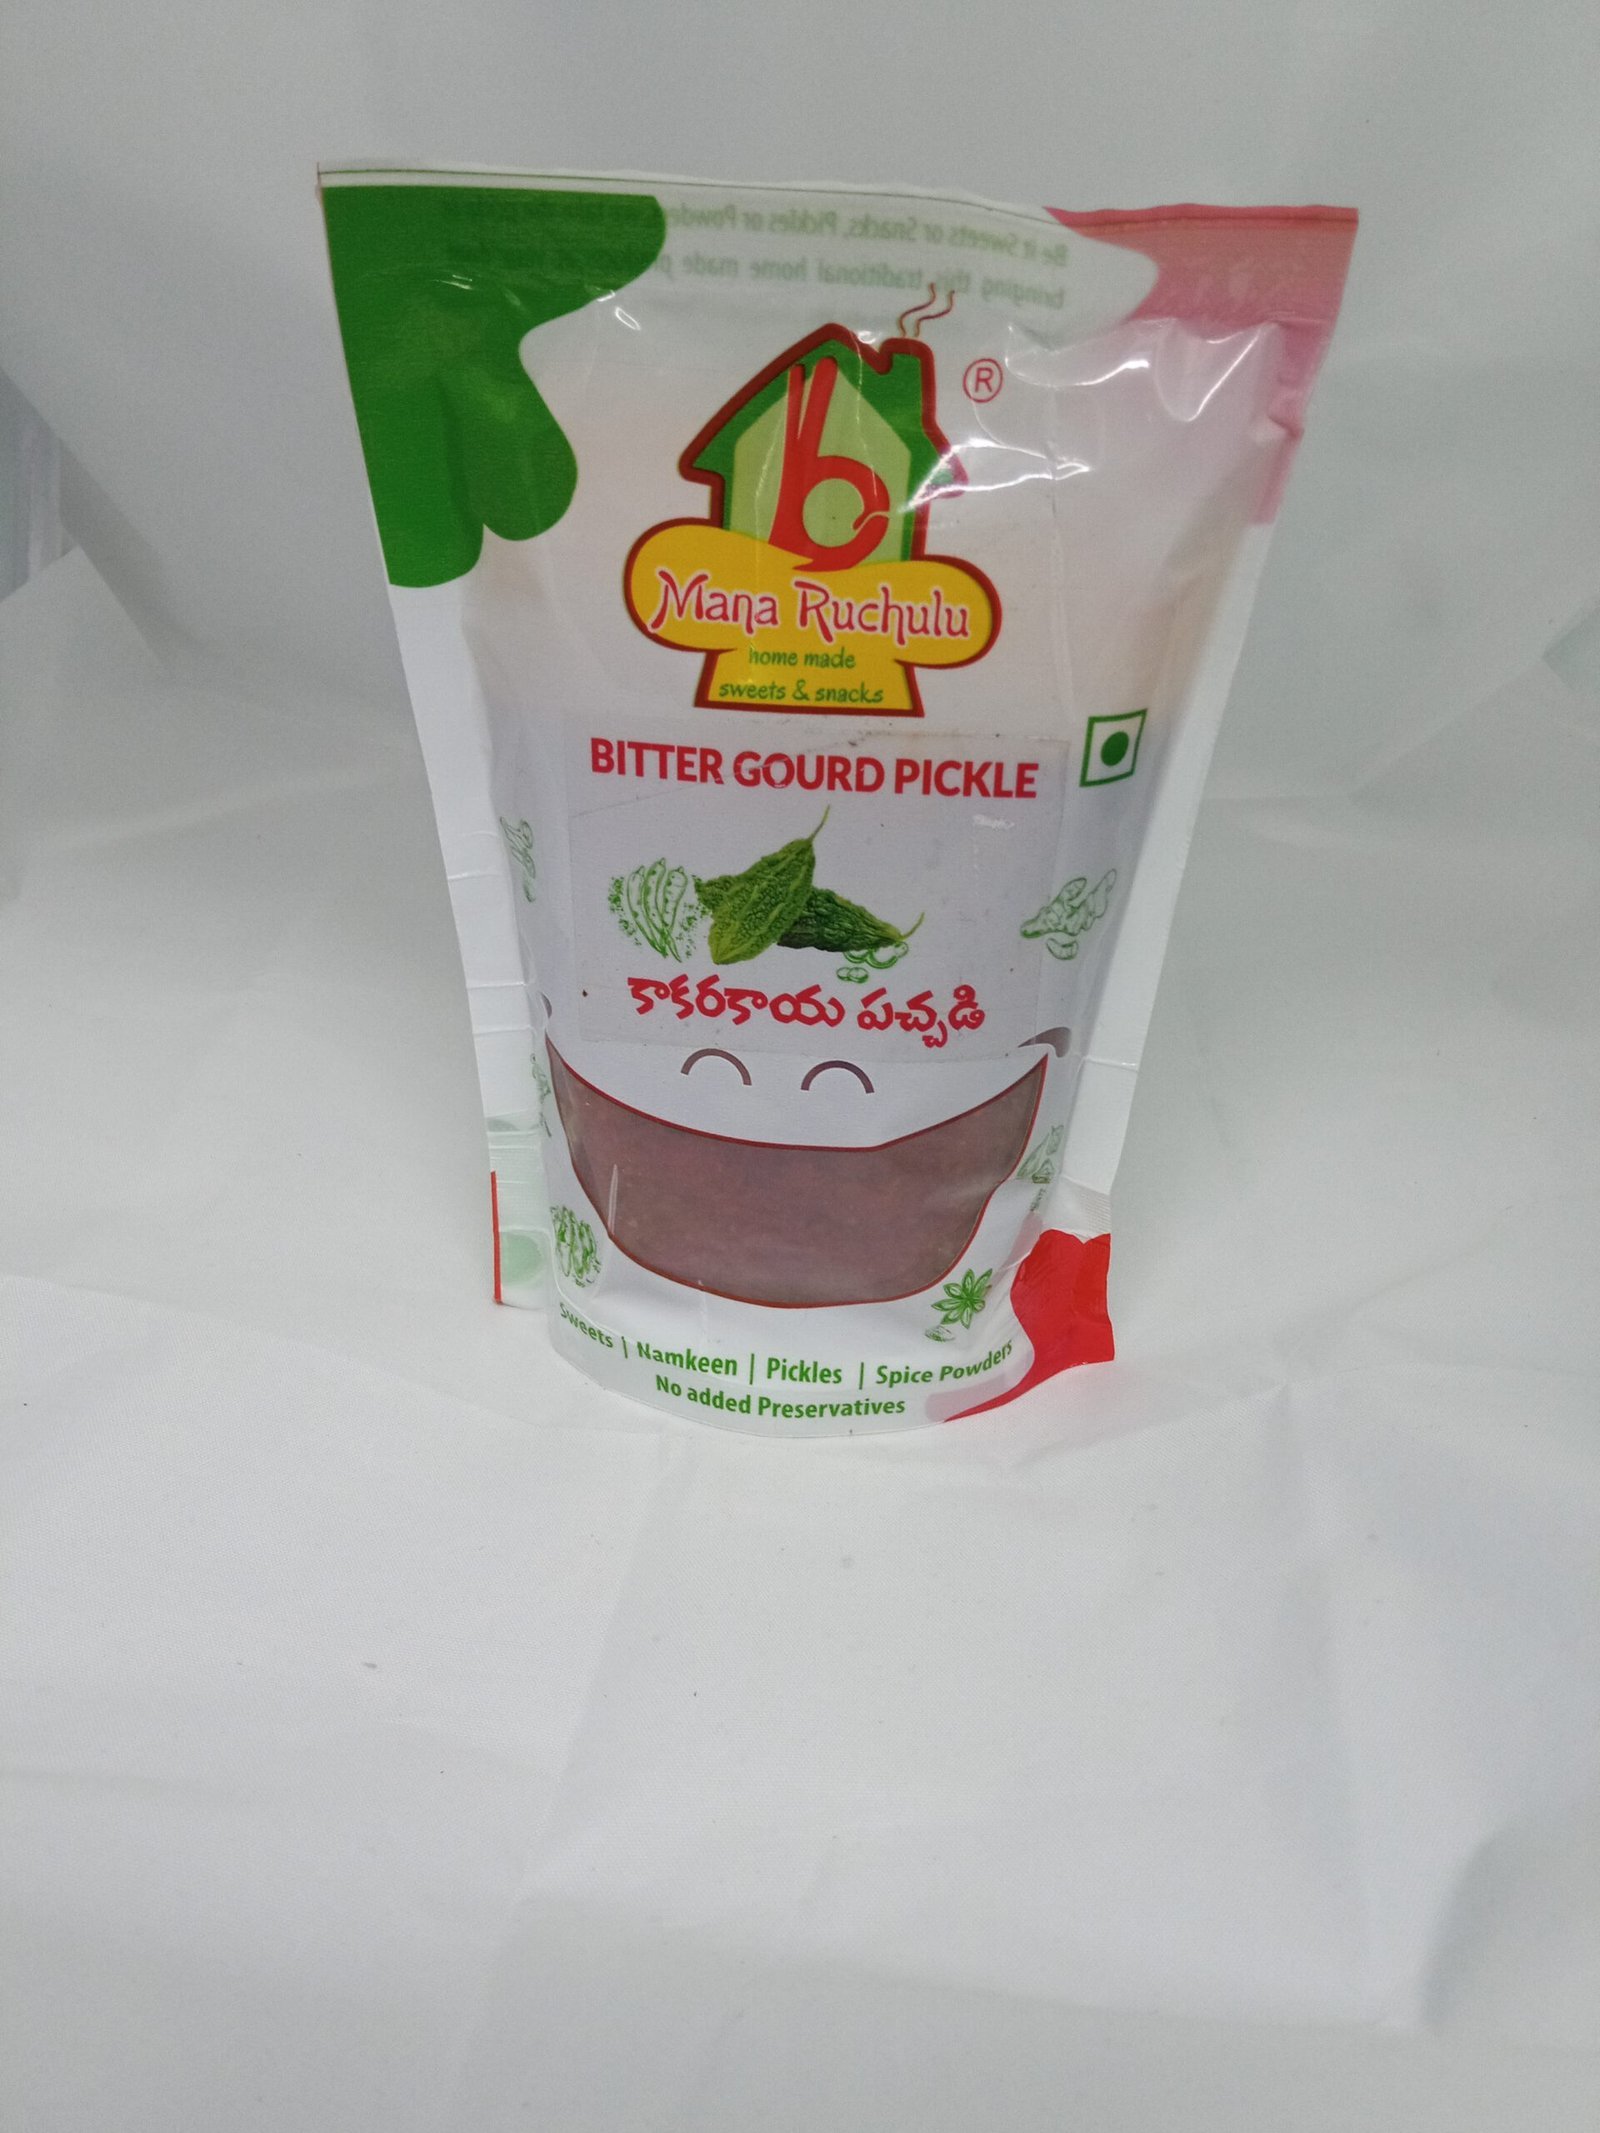 Be it Sweets or Snacks, Pickles or Powders
bringing this traditional home made
®
b
Mana Ruchulu
home made
sweets & snacks
BITTER GOURD PICKLE
కాకరకాయ పచ్చడి
Sweets | Namkeen | Pickles | Spice Powders
No added Preservatives